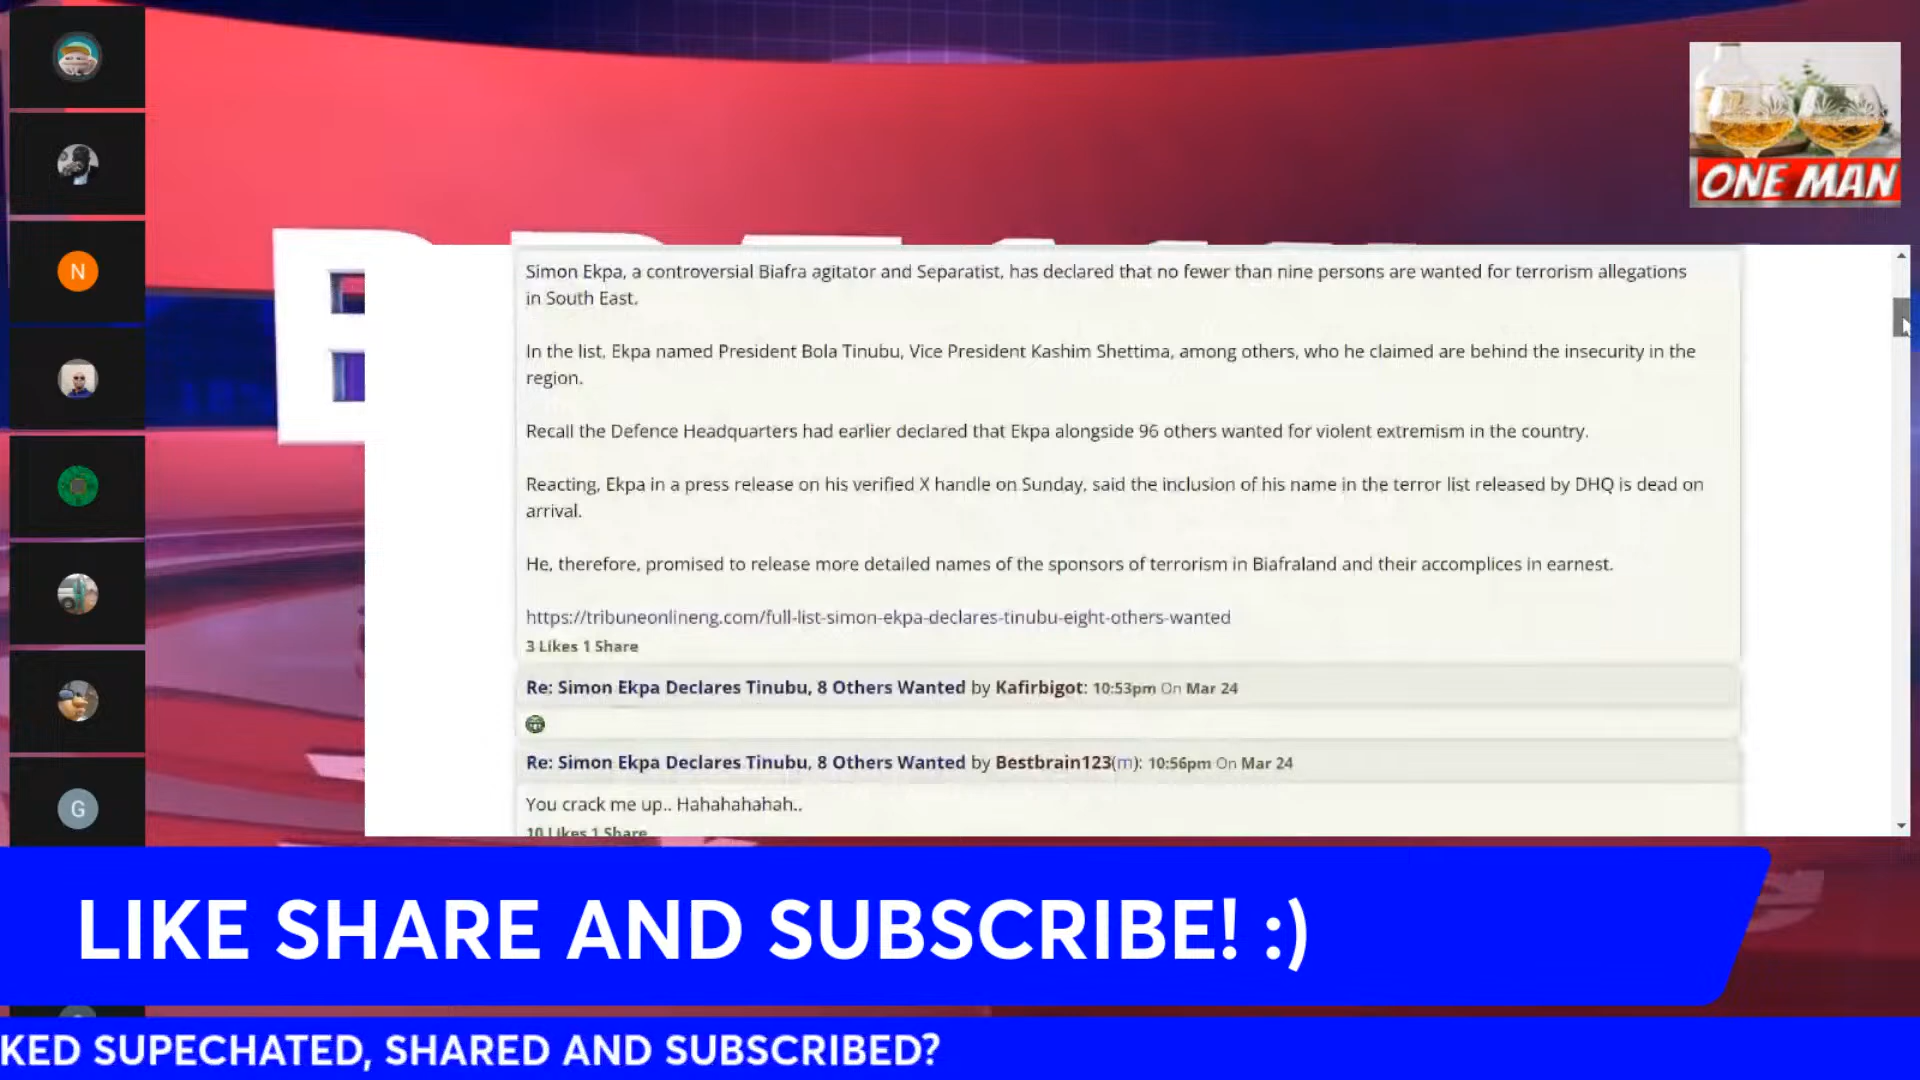 ONE MAN
N
G
Simon Ekpa, a controversial Biafra agitator and Separatist, has declared that no fewer than nine persons are wanted for terrorism allegations
in South East.
In the list, Ekpa named President Bola Tinubu, Vice President Kashim Shettima, among others, who he claimed are behind the insecurity in the
region.
Recall the Defence Headquarters had earlier declared that Ekpa alongside 96 others wanted for violent extremism in the country.
Reacting, Ekpa in a press release on his verified X handle on Sunday, said the inclusion of his name in the terror list released by DHQ is dead on
arrival.
He, therefore, promised to release more detailed names of the sponsors of terrorism in Biafraland and their accomplices in earnest.
https://tribuneonlineng.com/full-list-simon-ekpa-declares-tinubu-eight-others-wanted
3 Likes 1 Share
Re: Simon Ekpa Declares Tinubu, 8 Others Wanted by Kafirbigot: 10:53pm On Mar 24
Re: Simon Ekpa Declares Tinubu, 8 Others Wanted by Bestbrain123(m): 10:56pm On Mar 24
You crack me up.. Hahahahahah..
10 Likes 1 Share
LIKE SHARE AND SUBSCRIBE! :)
KED SUPECHATED, SHARED AND SUBSCRIBED?